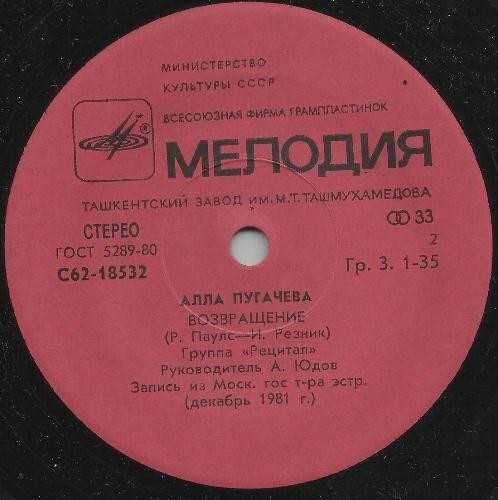 МИНИСТЕРСТВО
КУЛЬТУРЫ СССР
ВСЕСОЮЗНАЯ ФИРМА ГРАМПЛАСТИНОК
®
МЕЛОДИЯ
ТАШКЕНТСКИЙ ЗАВОД ИМ. М.Т. ТАШМУХАМЕДОВА
СТЕРЕО
33
ГОСТ 5289-80
2
С62-18532
Гр. 3. 1-35
АЛЛА ПУГАЧЕВА
ВОЗВРАЩЕНИЕ
(Р. Паулс—И. Резник)
Группа «Рецитал»
Руководитель А. Юдов
Запись из Моск. гос т-ра эстр.
(декабрь 1981 г.)